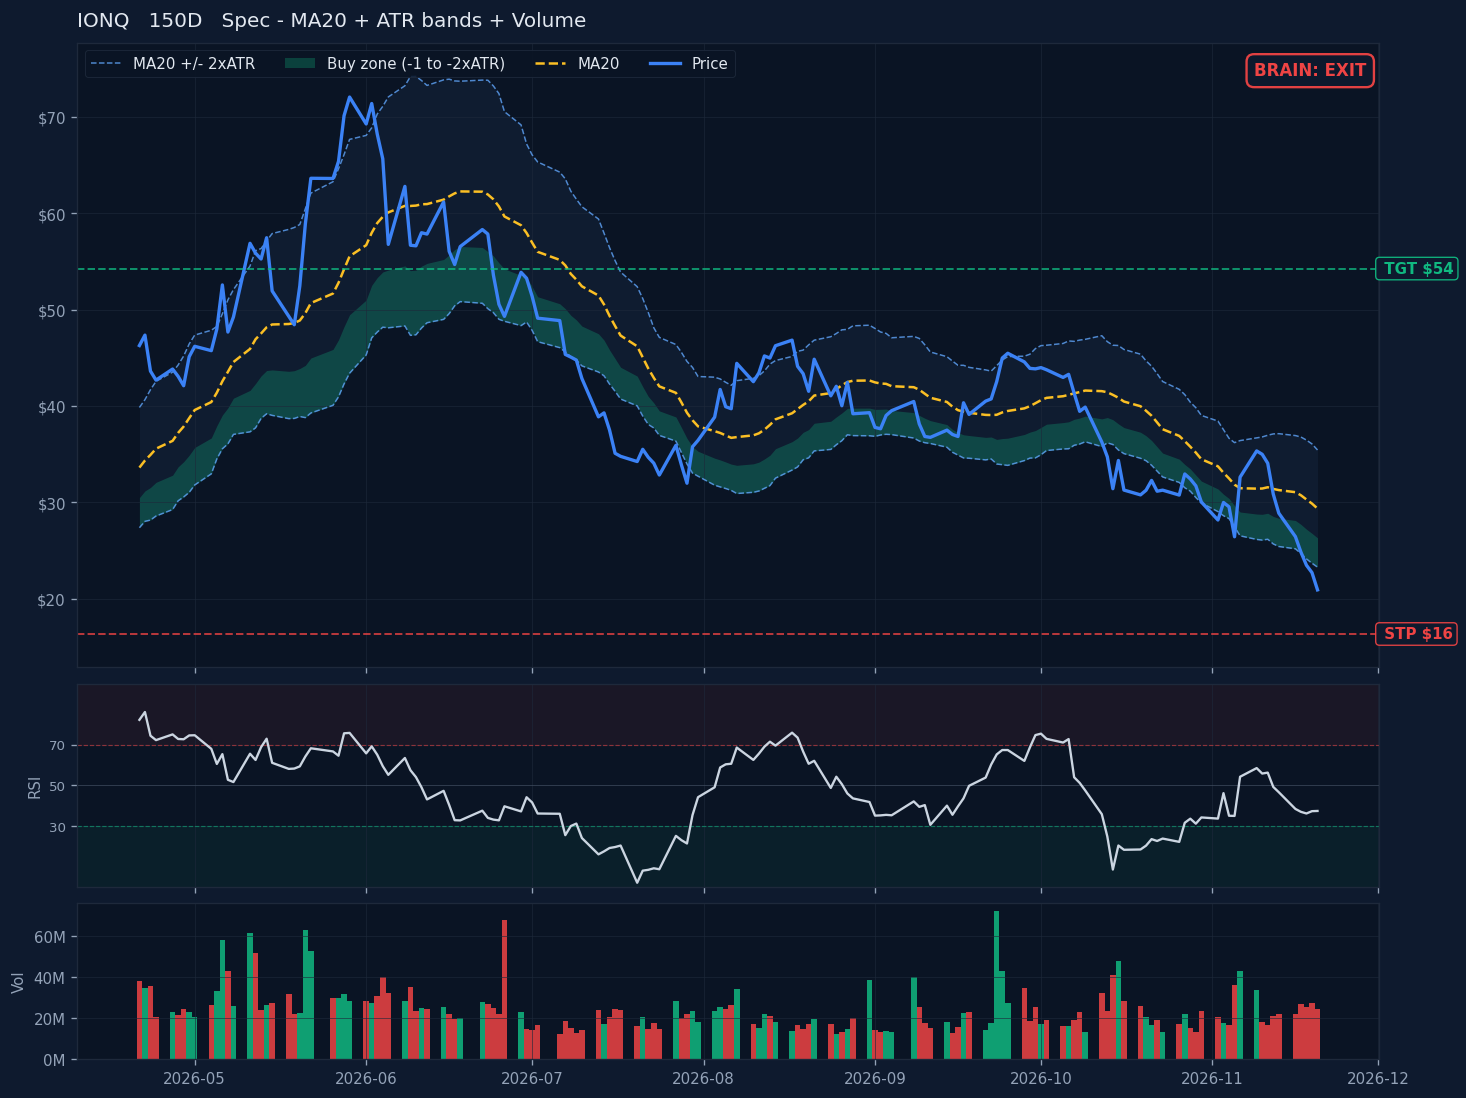 IONQ   150D   Spec - MA20 + ATR bands + Volume
MA20 +/- 2xATR   Buy zone (-1 to -2xATR)   MA20   Price
BRAIN: EXIT
$70
$60
TGT $54
$50
$40
$30
$20
STP $16
RSI
70
50
30
Vol
60M
40M
20M
0M
2026-05   2026-06   2026-07   2026-08   2026-09   2026-10   2026-11   2026-12